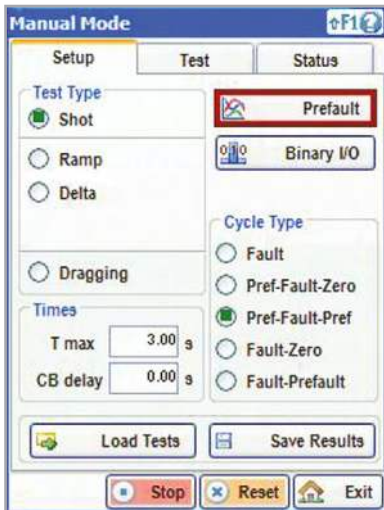 Manual Mode
F1
Setup
Test
Status
Test Type
Shot
Ramp
Delta
Dragging
Prefault
Binary I/O
Cycle Type
Fault
Pref-Fault-Zero
Pref-Fault-Pref
Fault-Zero
Fault-Prefault
Times
T max 3.00 s
CB delay 0.00 s
Load Tests
Save Results
Stop
Reset
Exit